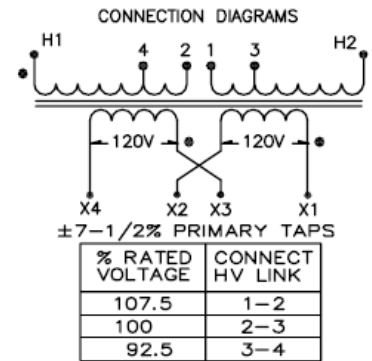 CONNECTION DIAGRAMS
H1 4 2 1 3 H2
120V 120V
X4 X2 X3 X1
±7-1/2% PRIMARY TAPS
% RATED VOLTAGE CONNECT HV LINK
107.5 1-2
100 2-3
92.5 3-4